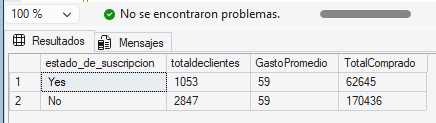 100 % No se encontraron problemas.
Resultados Mensajes
estado_de_suscripcion totaldeclientes GastoPromedio TotalComprado
1 Yes 1053 59 62645
2 No 2847 59 170436